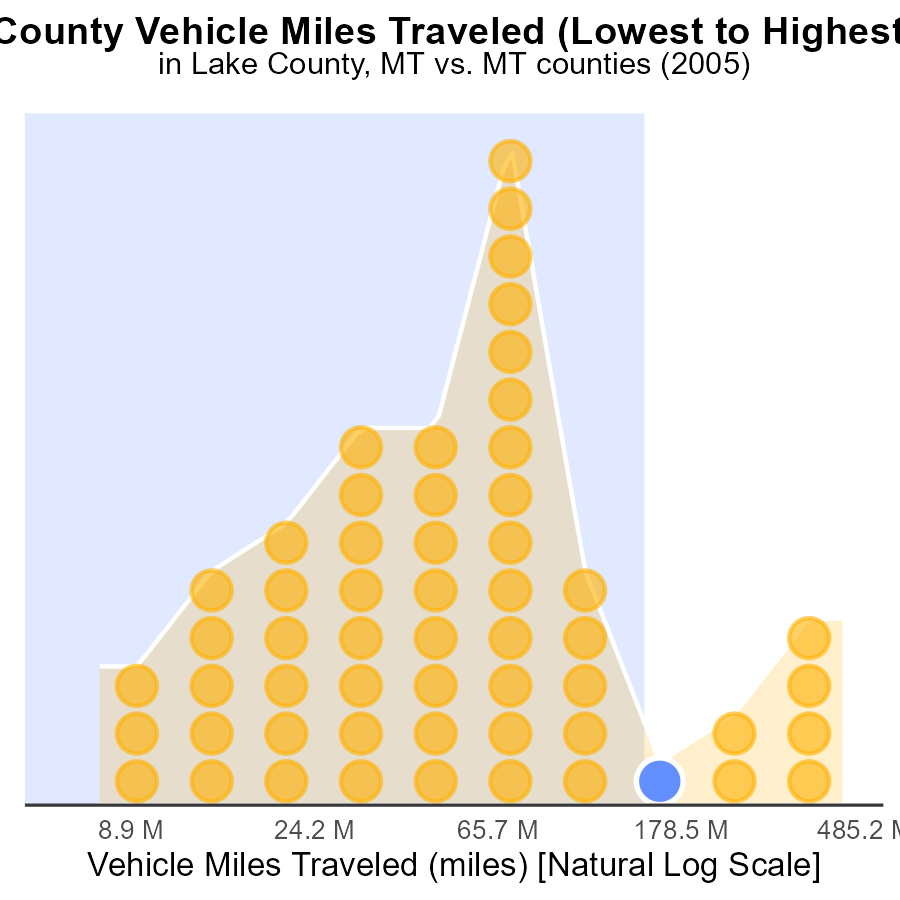 County Vehicle Miles Traveled (Lowest to Highest
in Lake County, MT vs. MT counties (2005)
8.9 M 24.2 M 65.7 M 178.5 M 485.2 M
Vehicle Miles Traveled (miles) [Natural Log Scale]